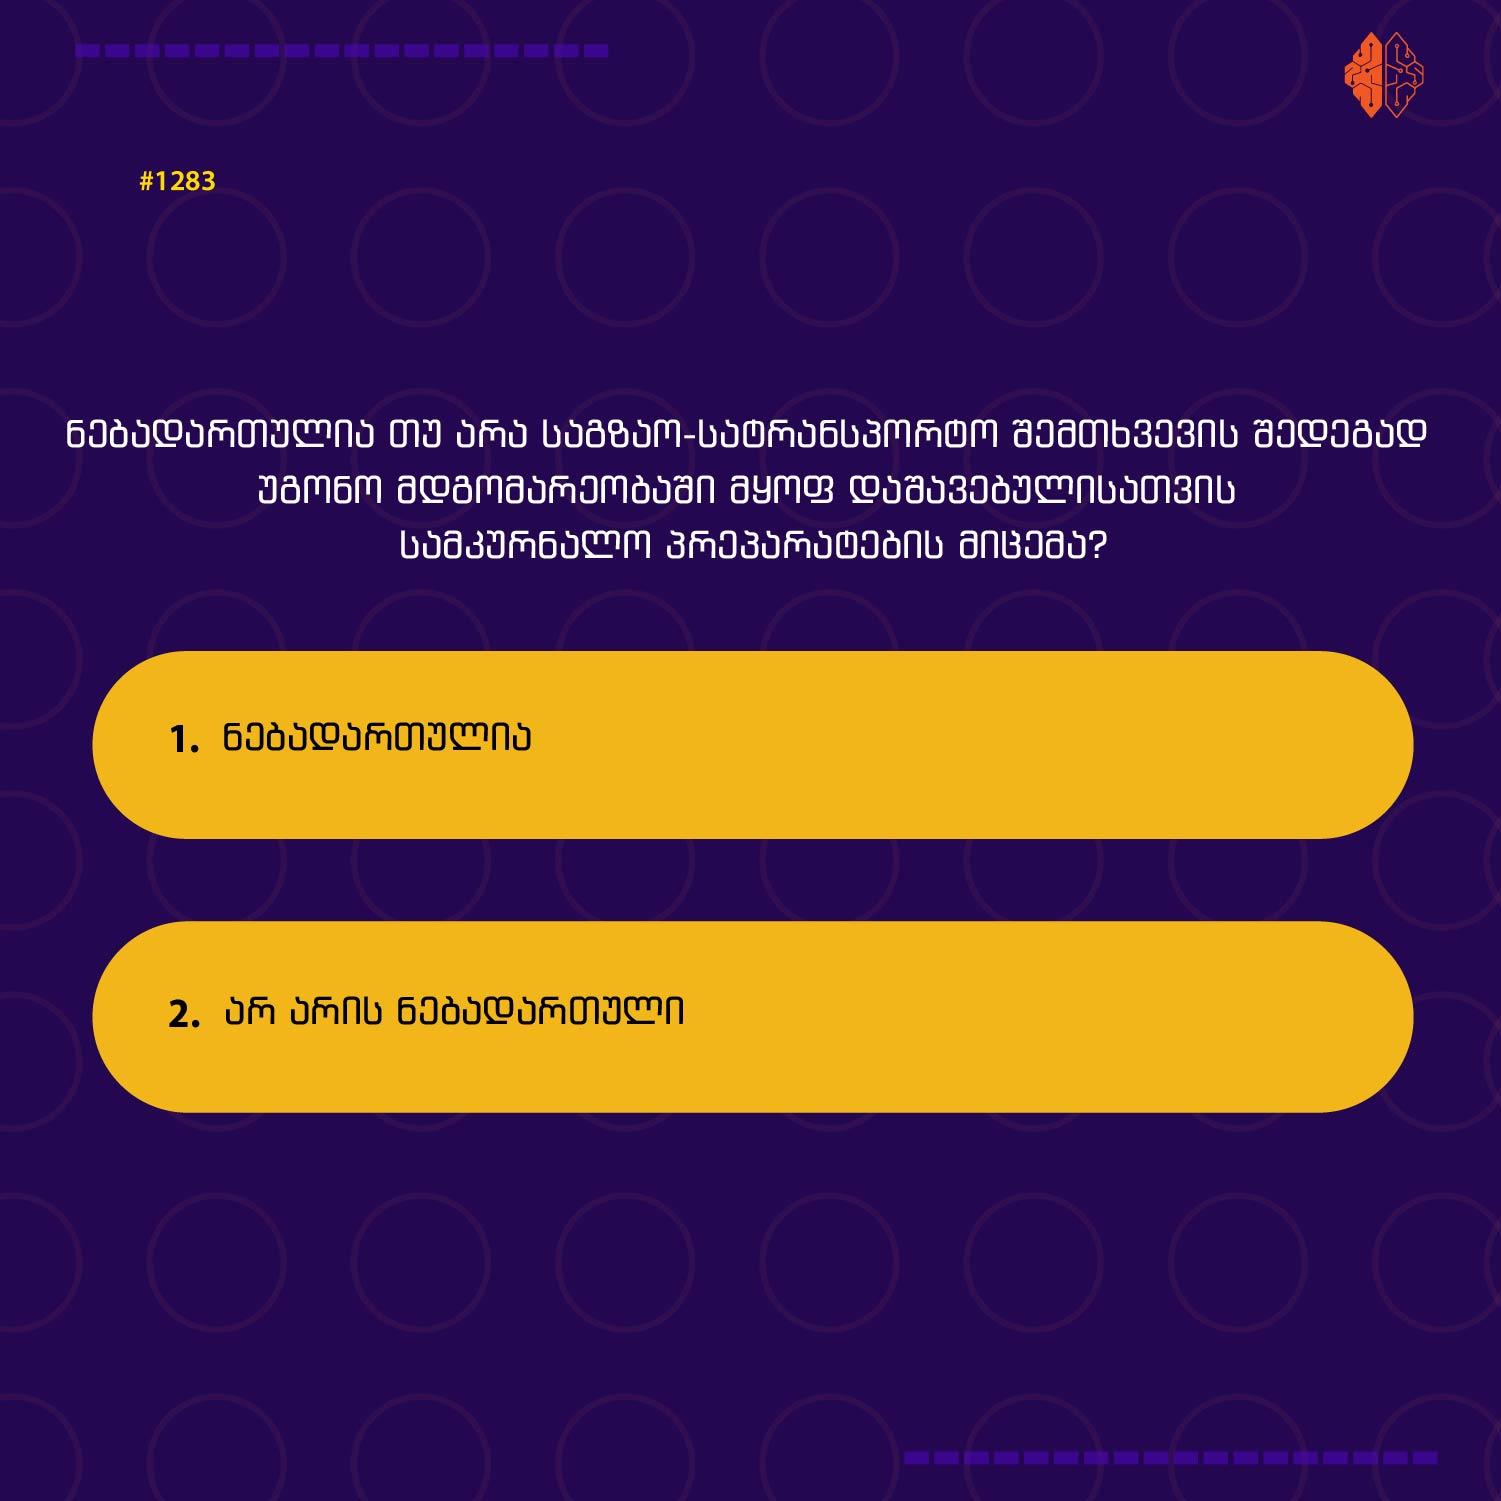 #1283
ნებადართულია თუ არა საგზაო-სატრანსპორტო შემთხვევის შედეგად
უგონო მდგომარეობაში მყოფ დაშავებულისათვის
სამკურნალო პრეპარატების მიცემა?
1. ნებადართულია
2. არ არის ნებადართული